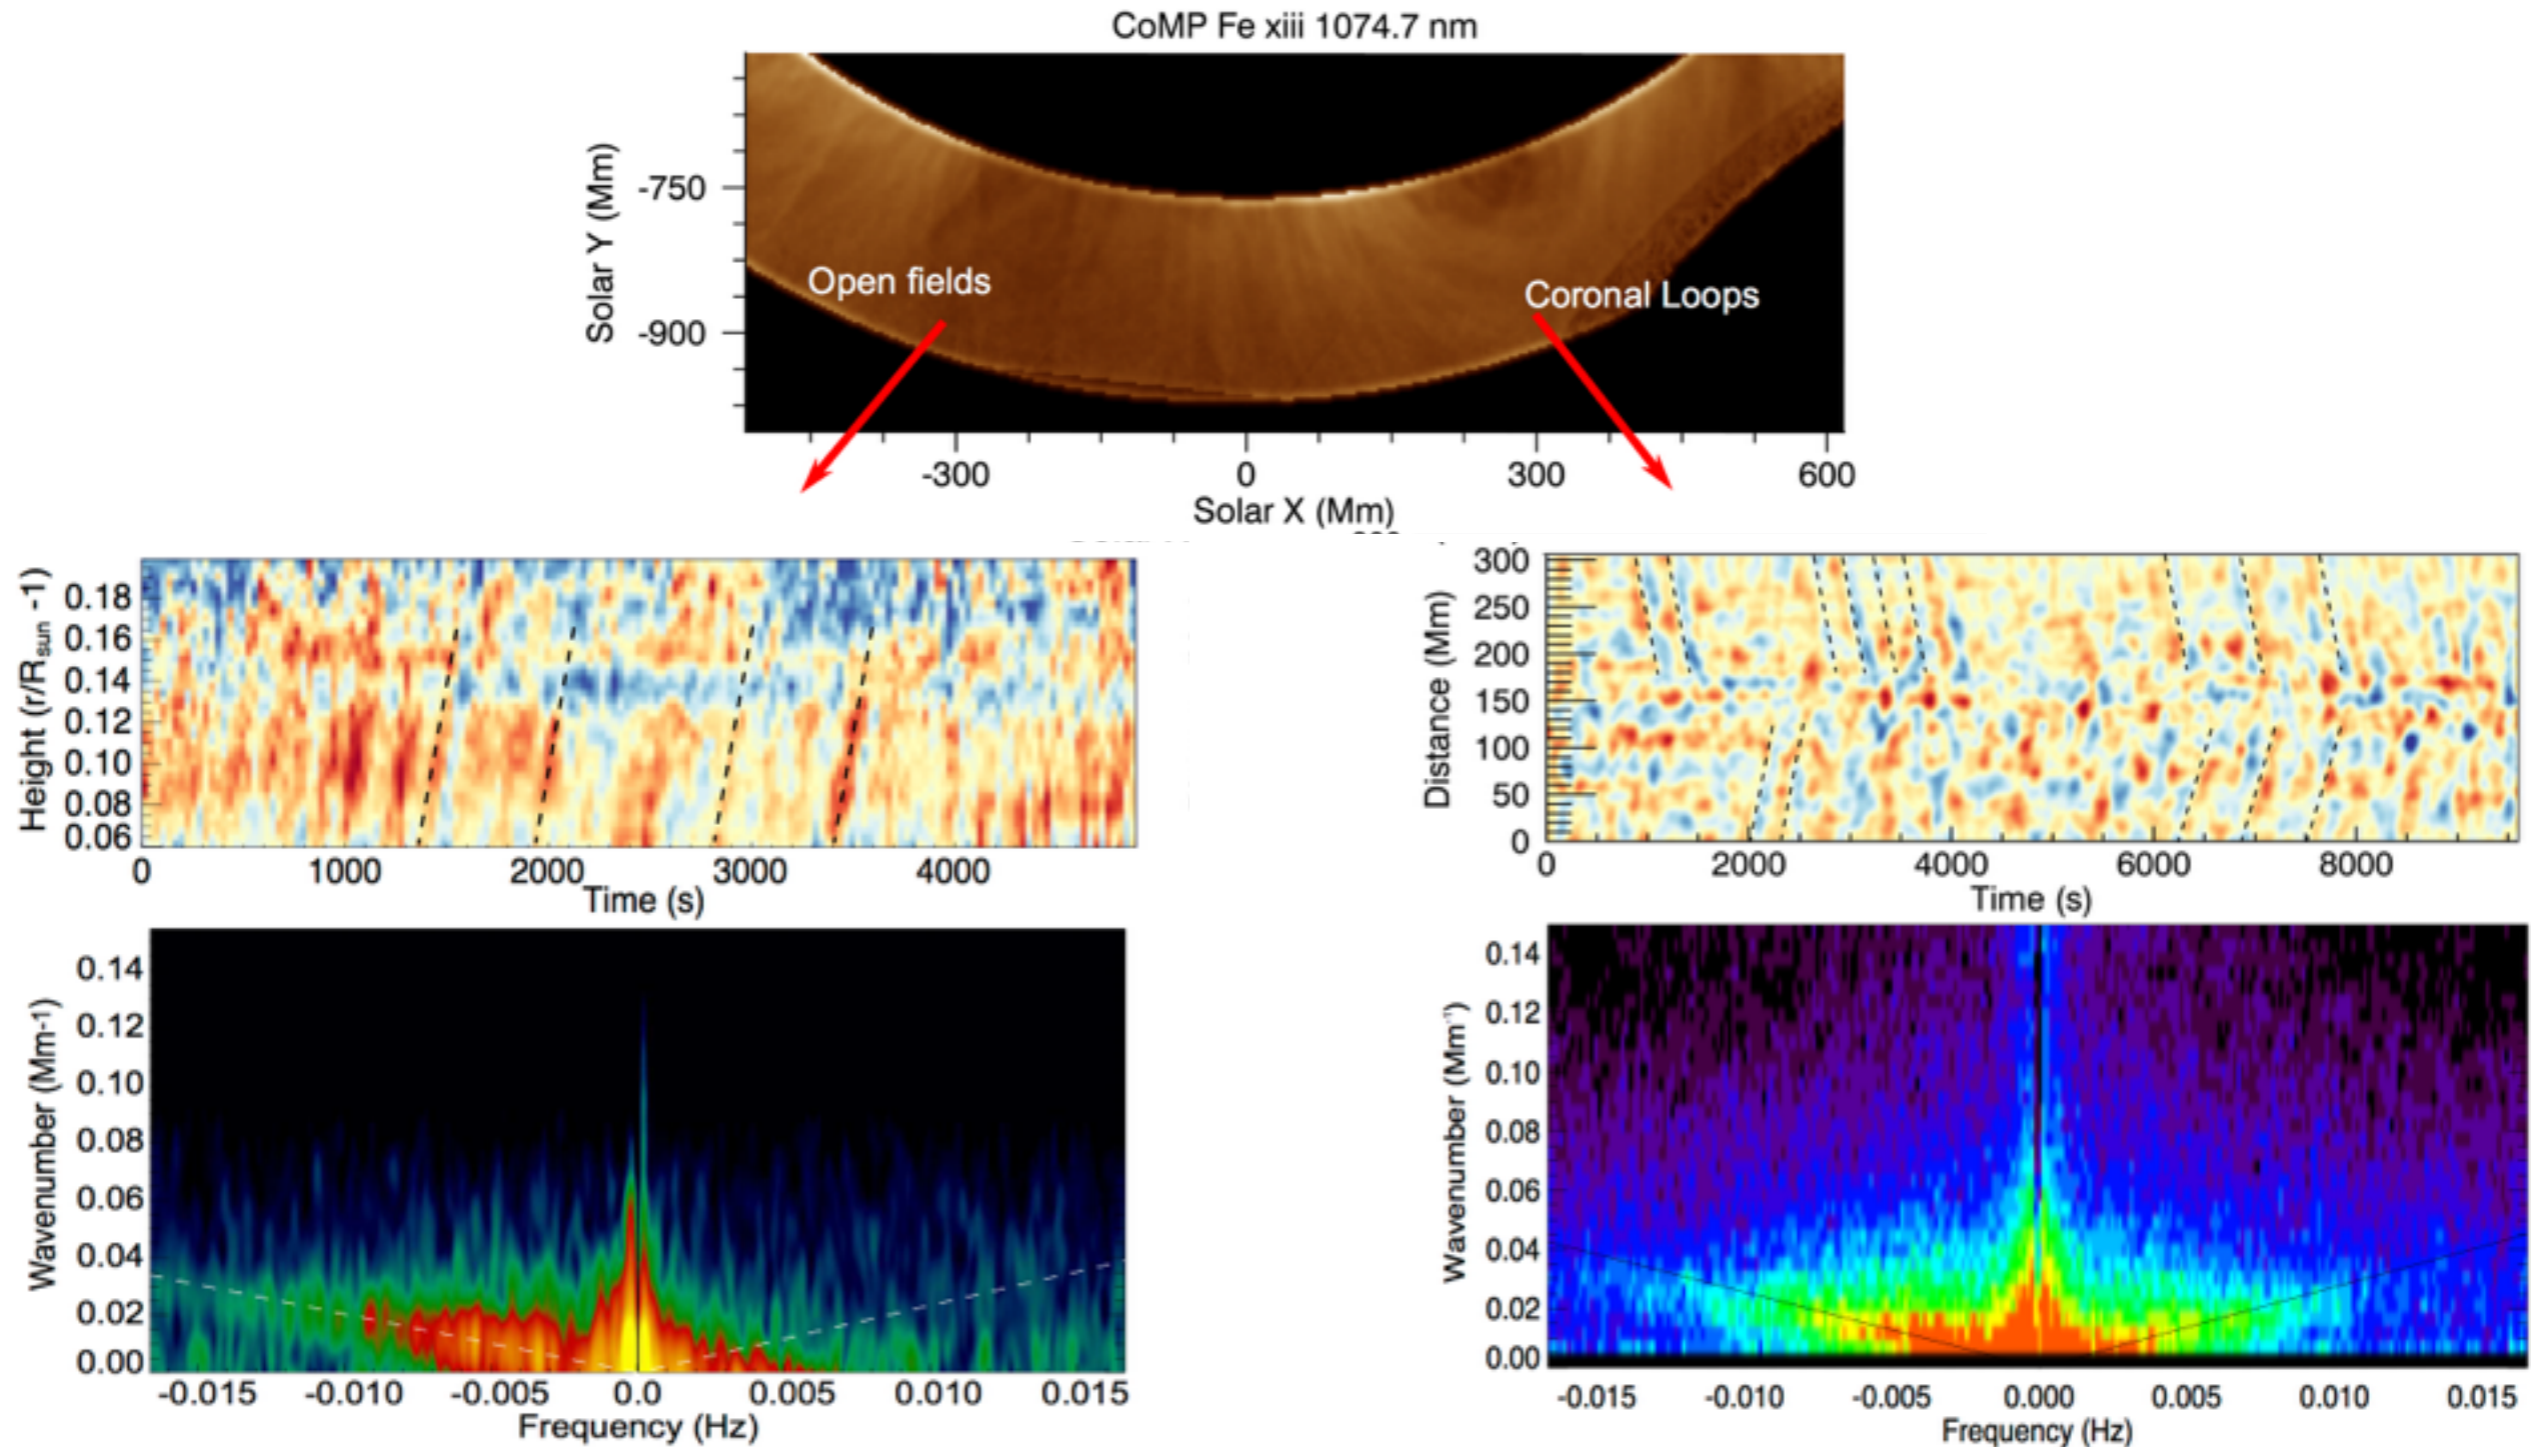 CoMP Fe xiii 1074.7 nm
Solar Y (Mm)
-750
-900
Open fields
Coronal Loops
-300 0 300 600
Solar X (Mm)
Height (r/Rsun -1)
0.18
0.16
0.14
0.12
0.10
0.08
0.06
0 1000 2000 3000 4000
Time (s)
Distance (Mm)
300
250
200
150
100
50
0
0 2000 4000 6000 8000
Time (s)
Wavenumber (Mm-1)
0.14
0.12
0.10
0.08
0.06
0.04
0.02
0.00
-0.015 -0.010 -0.005 0.0 0.005 0.010 0.015
Frequency (Hz)
Wavenumber (Mm-1)
0.14
0.12
0.10
0.08
0.06
0.04
0.02
0.00
-0.015 -0.010 -0.005 0.000 0.005 0.010 0.015
Frequency (Hz)